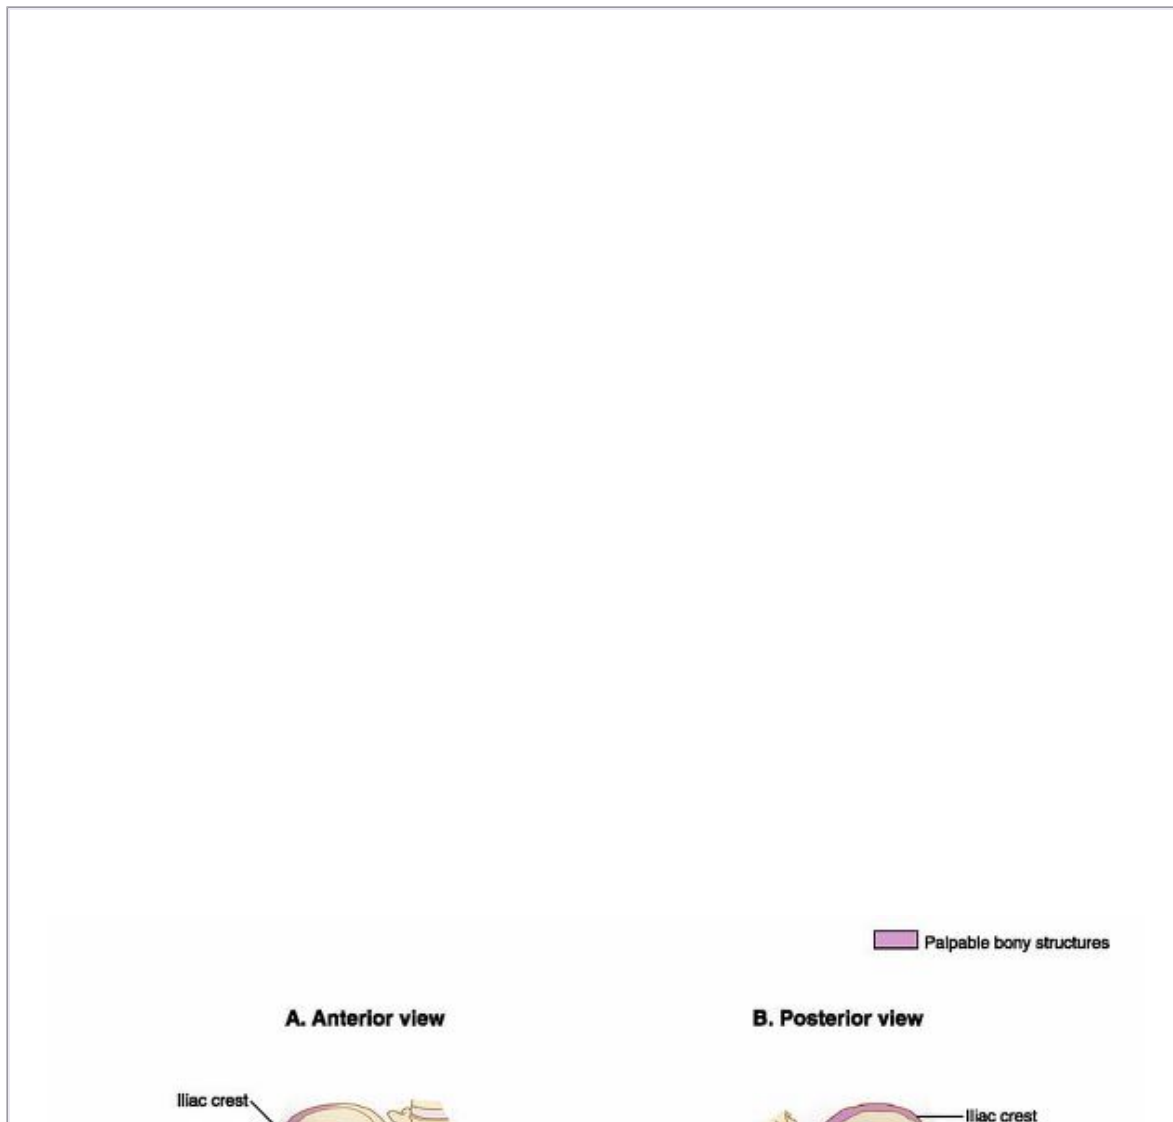 Palpable bony structures
A. Anterior view
B. Posterior view
Iliac crest
Iliac crest